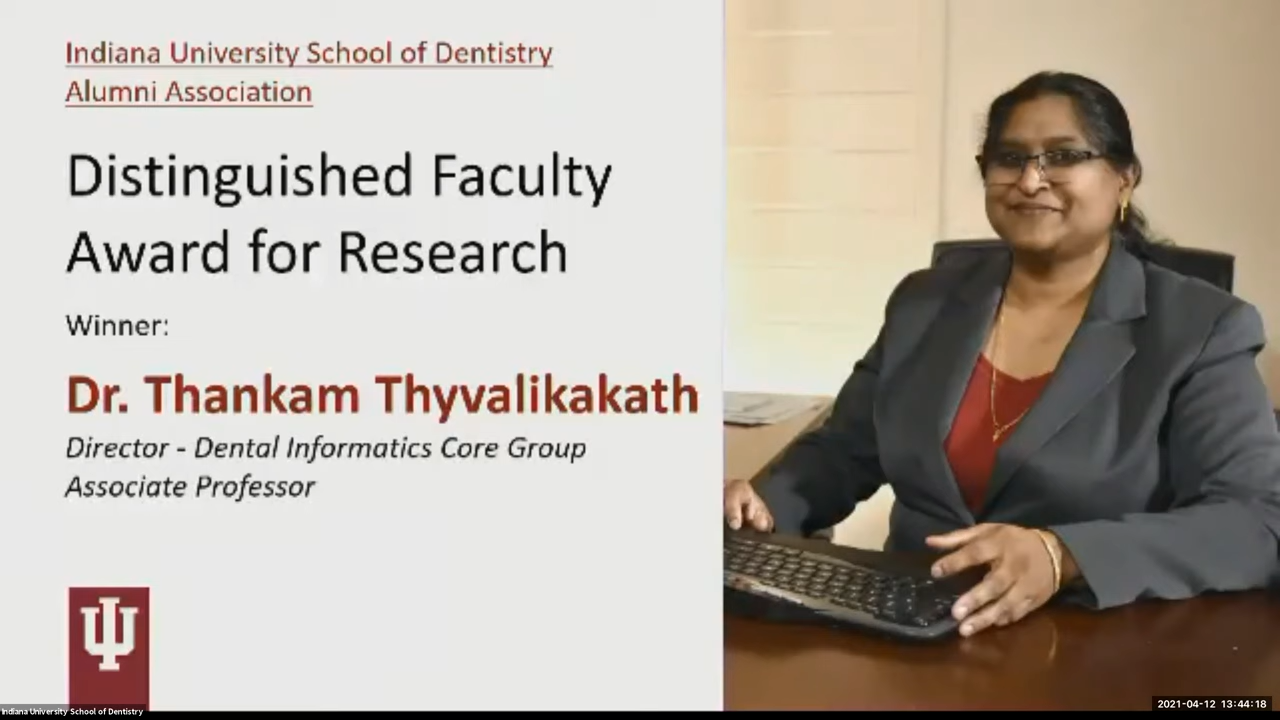 Indiana University School of Dentistry
Alumni Association
Distinguished Faculty
Award for Research
Winner:
Dr. Thankam Thyvalikakath
Director - Dental Informatics Core Group
Associate Professor
Indiana University School of Dentistry
2021-04-12 13:44:18